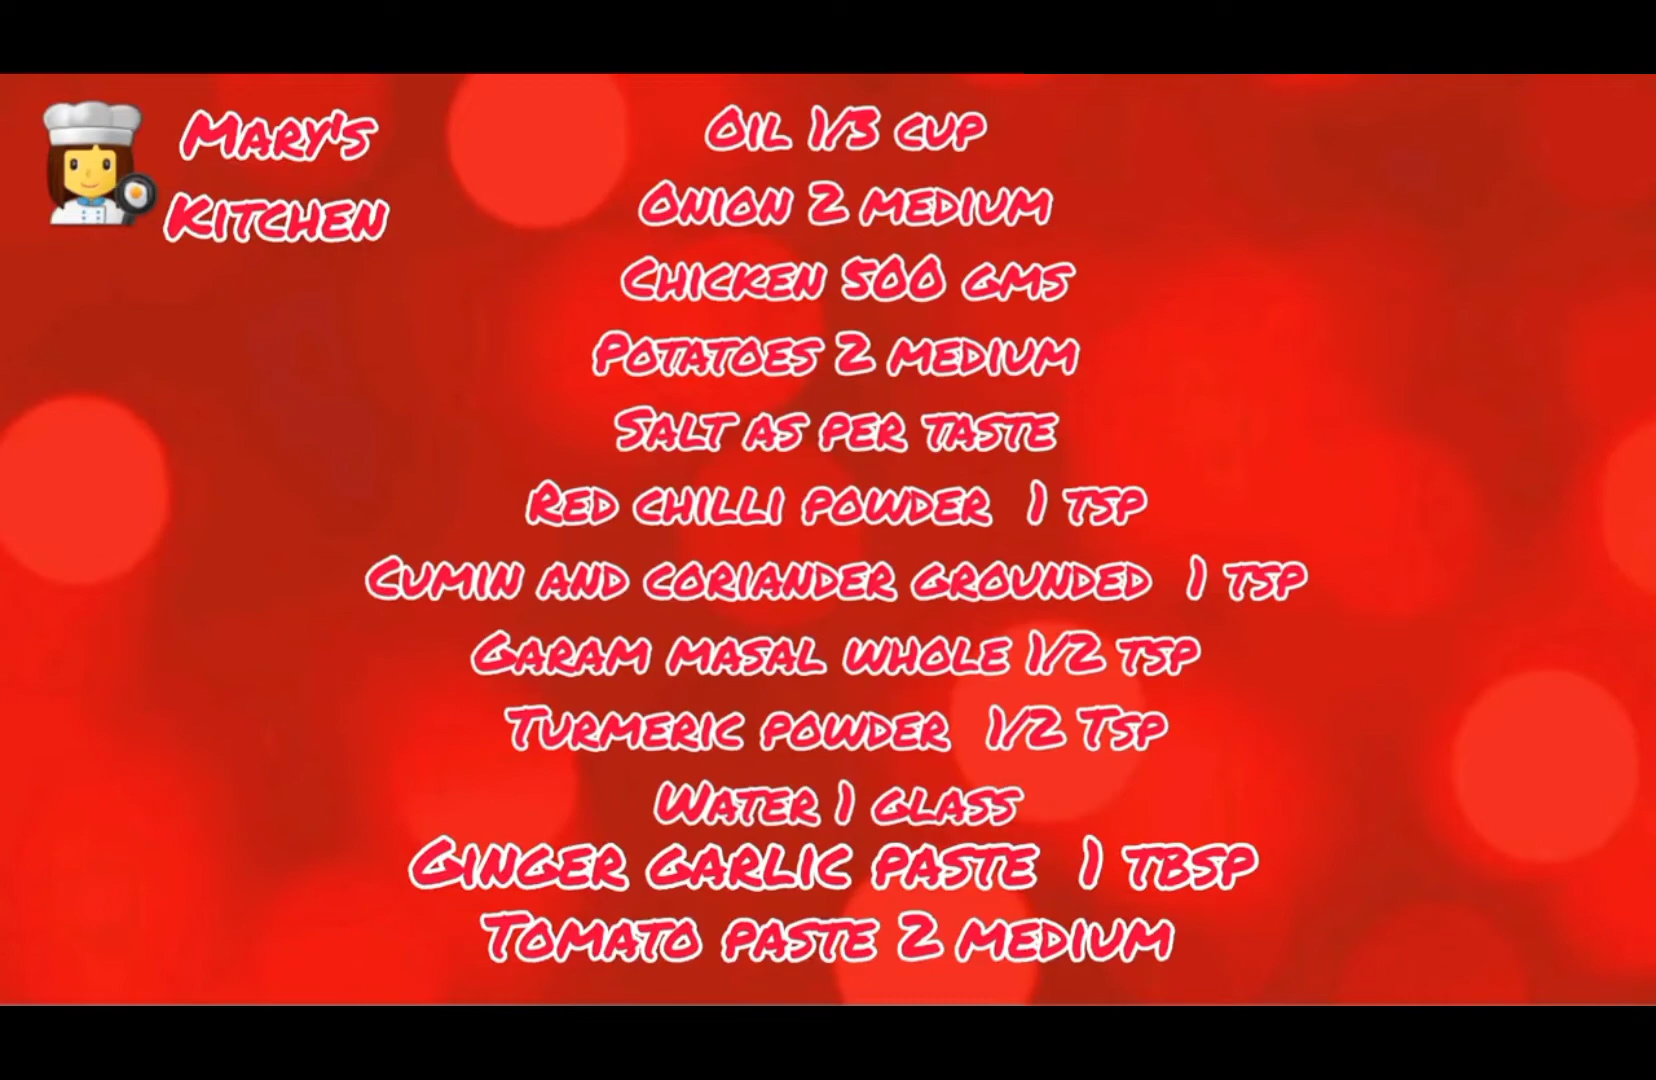 Mary's
Kitchen
Oil 1/3 cup
Onion 2 medium
Chicken 500 gms
Potatoes 2 medium
Salt as per taste
Red chilli powder 1 tsp
Cumin and coriander grounded 1 tsp
Garam masal whole 1/2 tsp
Turmeric powder 1/2 Tsp
Water 1 glass
Ginger garlic paste 1 tbsp
Tomato paste 2 medium